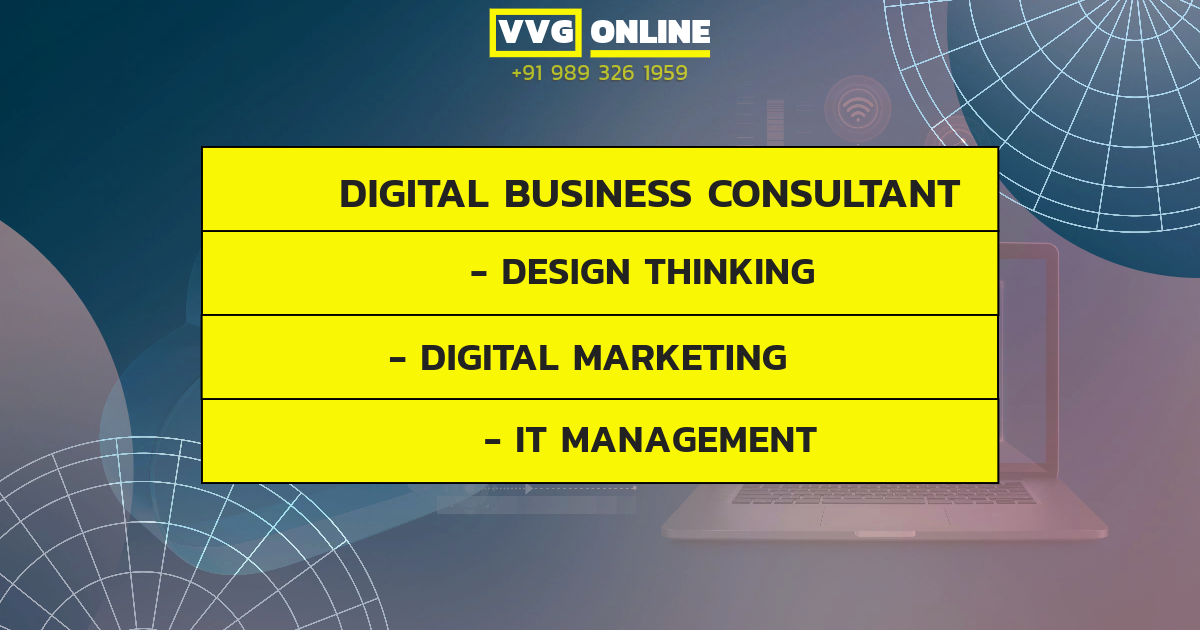 VVG ONLINE
+91 989 326 1959
DIGITAL BUSINESS CONSULTANT
- DESIGN THINKING
- DIGITAL MARKETING
- IT MANAGEMENT